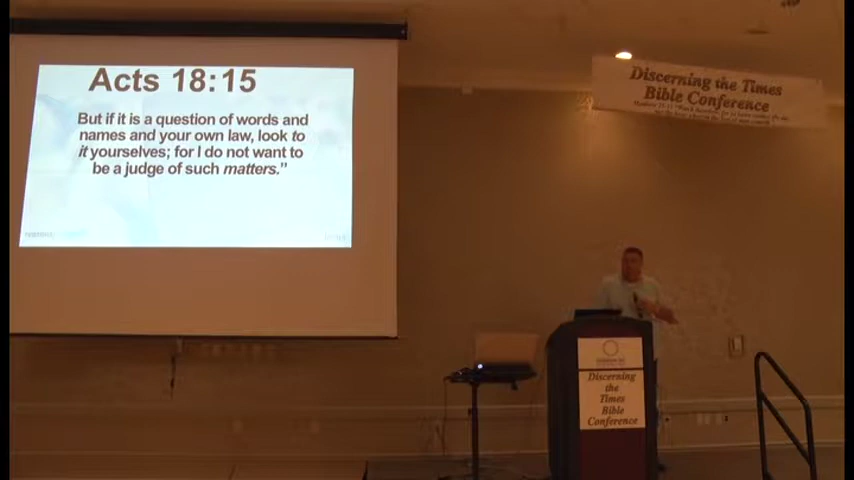 Acts 18:15
But if it is a question of words and
names and your own law, look to
it yourselves; for I do not want to
be a judge of such matters."
Discerning the Times
Bible Conference
Discerning
the
Times
Bible
Conference